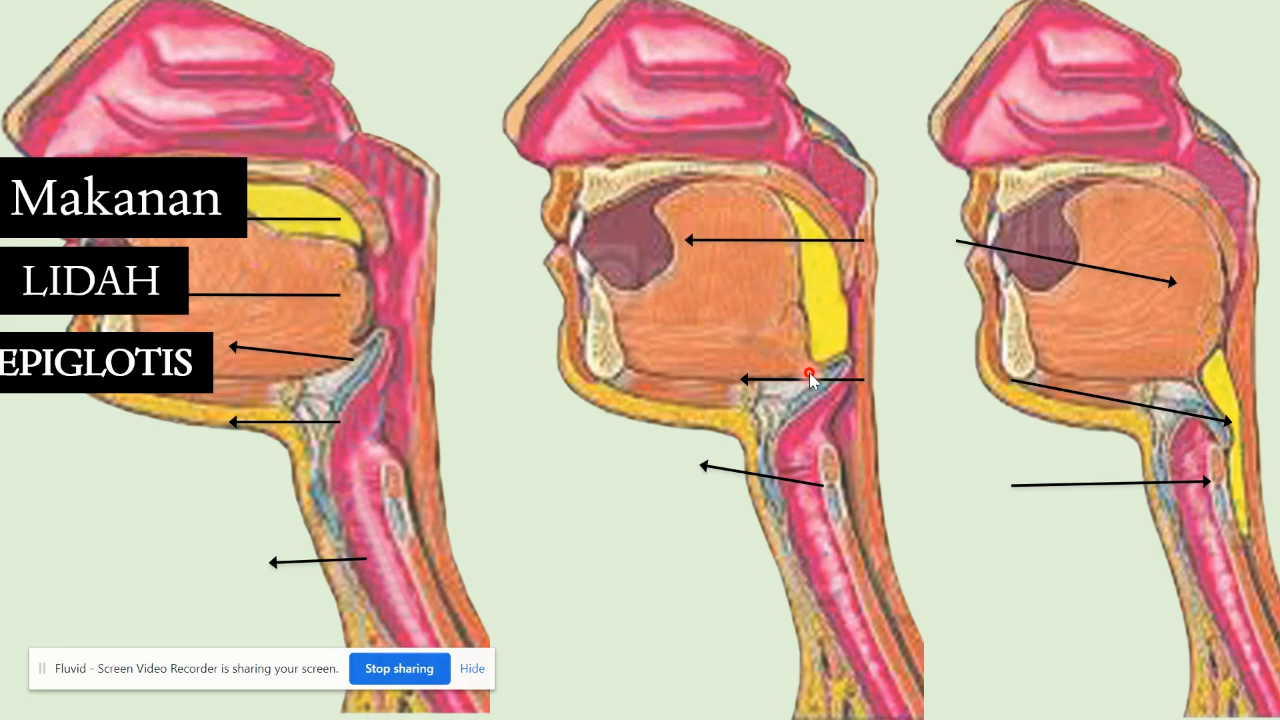 Makanan
LIDAH
EPIGLOTIS
Fluvid - Screen Video Recorder is sharing your screen.
Stop sharing
Hide